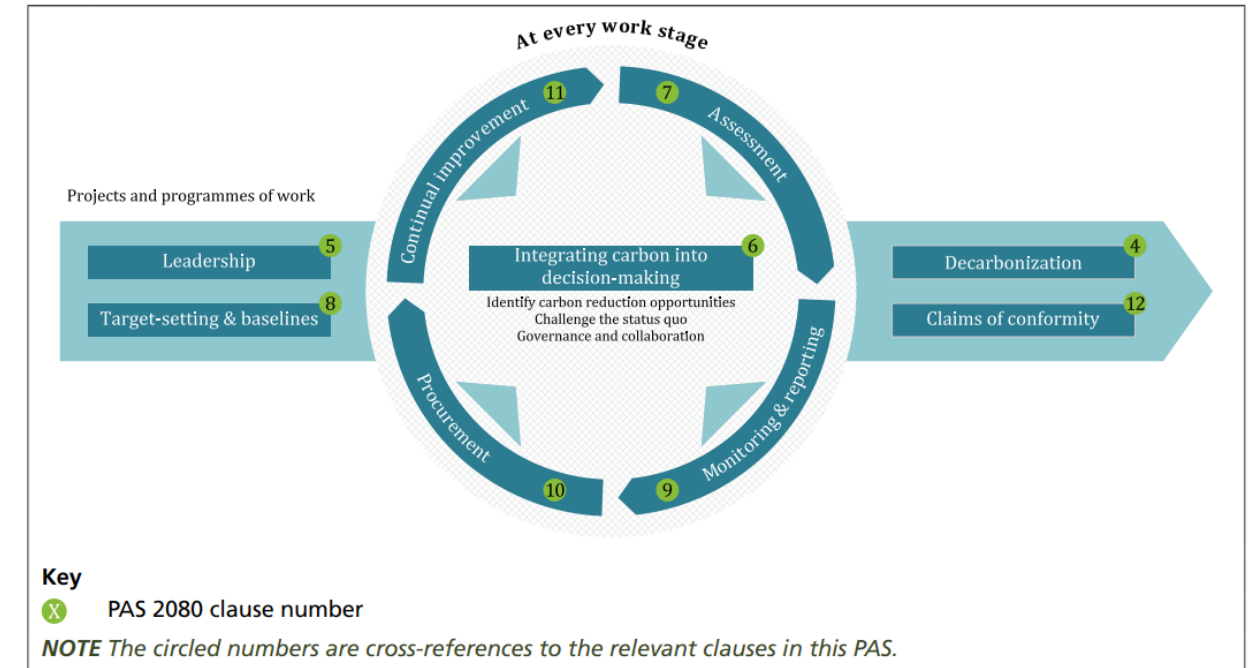 At every work stage
11
7
Continual improvement
Assessment
Projects and programmes of work
5
Leadership
8
Target-setting & baselines
6
Integrating carbon into
decision-making
Identify carbon reduction opportunities
Challenge the status quo
Governance and collaboration
4
Decarbonization
12
Claims of conformity
Procurement
Monitoring & reporting
10
9
Key
X PAS 2080 clause number
NOTE The circled numbers are cross-references to the relevant clauses in this PAS.